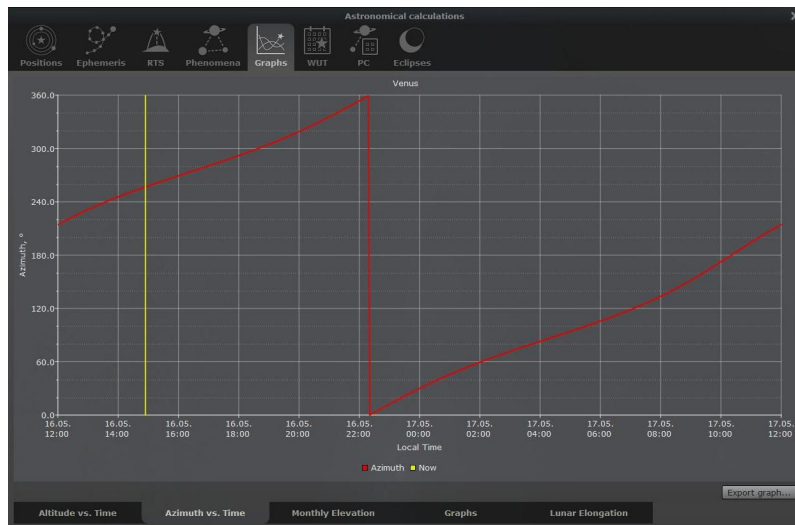 Astronomical calculations
Positions Ephemeris RTS Phenomena Graphs WUT PC Eclipses
Venus
360.0
300.0
240.0
180.0
120.0
60.0
0.0
Azimuth, °
16.05. 16.05. 16.05. 16.05. 16.05. 16.05. 17.05. 17.05. 17.05. 17.05. 17.05. 17.05. 17.05.
12:00 14:00 16:00 18:00 20:00 22:00 00:00 02:00 04:00 06:00 08:00 10:00 12:00
Local Time
Azimuth Now
Export graph...
Altitude vs. Time Azimuth vs. Time Monthly Elevation Graphs Lunar Elongation